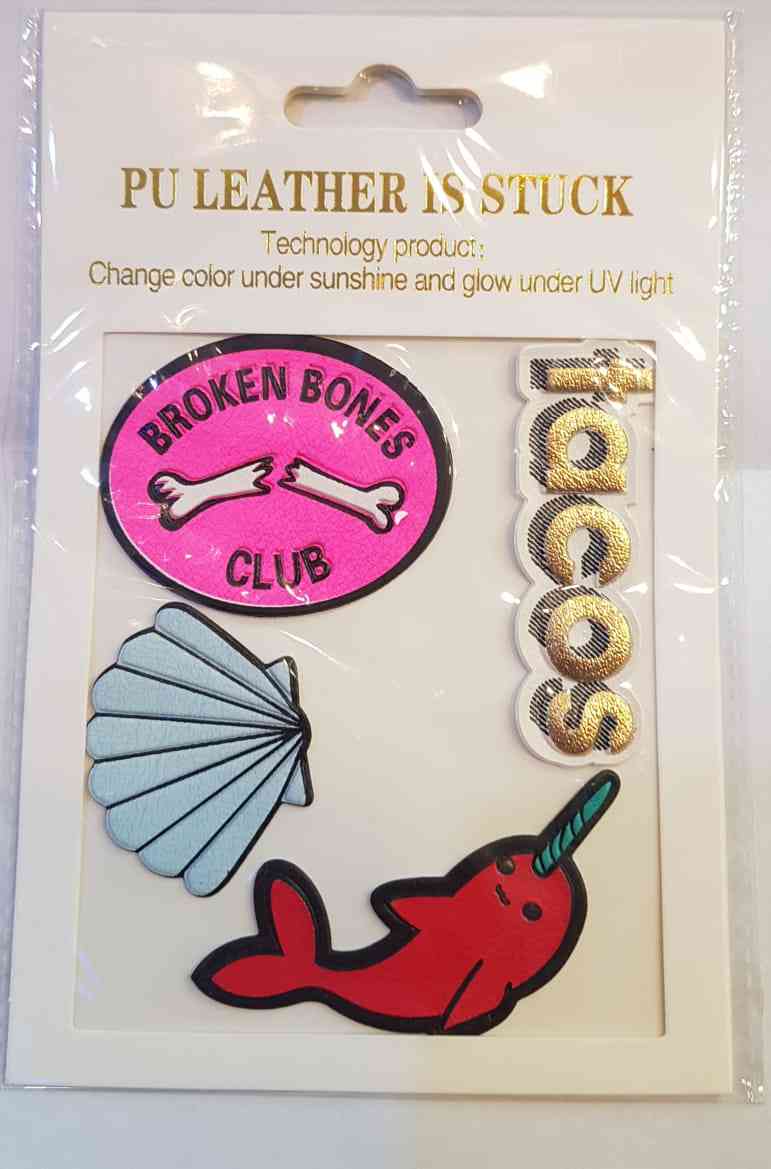 PU LEATHER IS STUCK
Technology product:
Change color under sunshine and glow under UV light
BROKEN BONES
CLUB
tacos